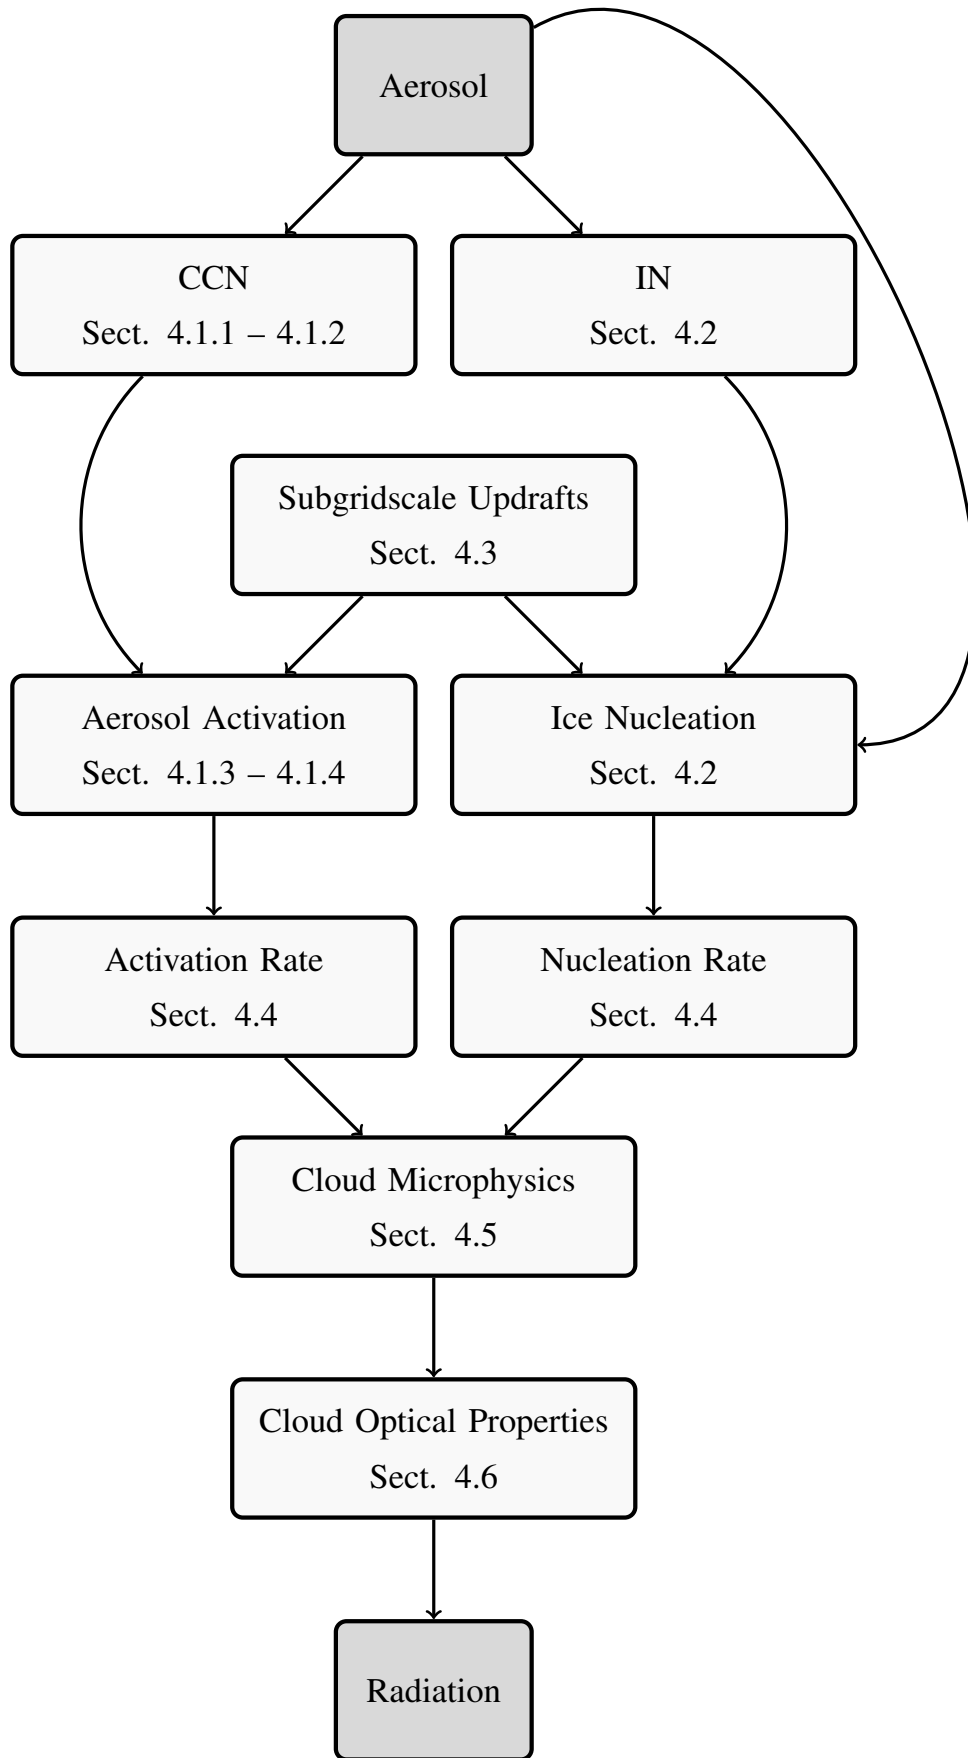 Aerosol
CCN
Sect. 4.1.1 – 4.1.2
IN
Sect. 4.2
Subgridscale Updrafts
Sect. 4.3
Aerosol Activation
Sect. 4.1.3 – 4.1.4
Ice Nucleation
Sect. 4.2
Activation Rate
Sect. 4.4
Nucleation Rate
Sect. 4.4
Cloud Microphysics
Sect. 4.5
Cloud Optical Properties
Sect. 4.6
Radiation